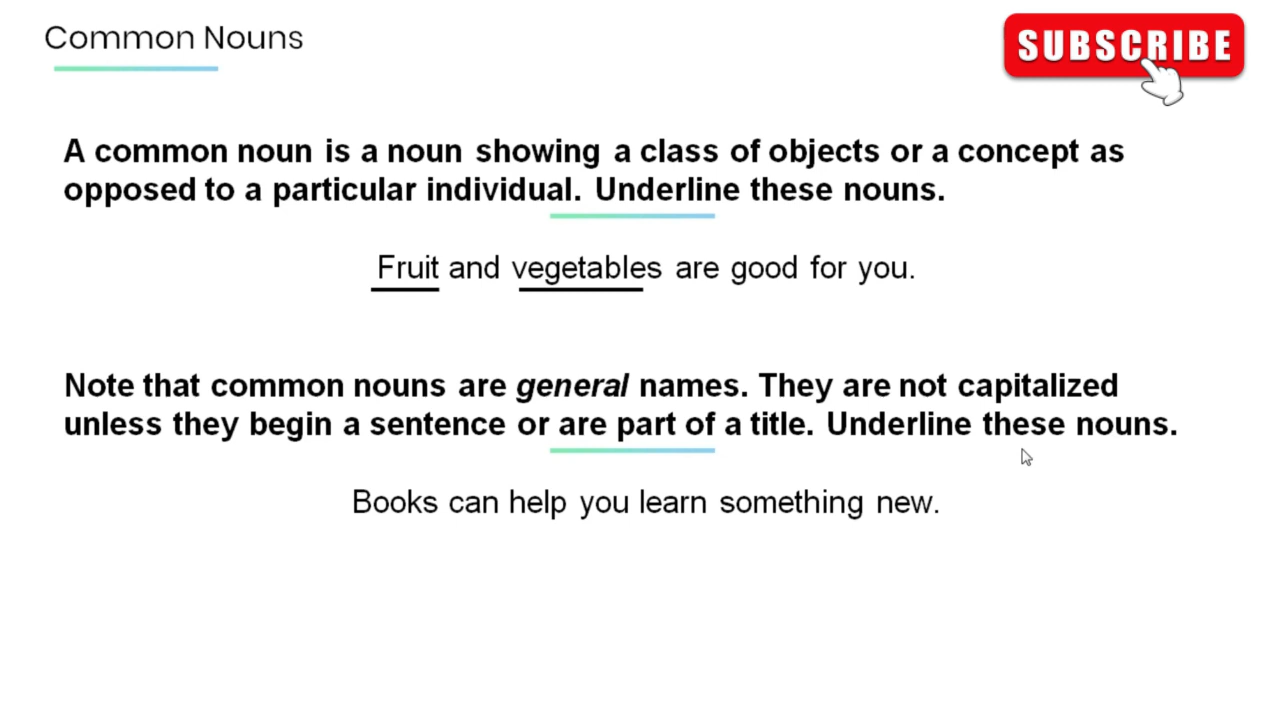 Common Nouns
SUBSCRIBE
A common noun is a noun showing a class of objects or a concept as
opposed to a particular individual. Underline these nouns.
Fruit and vegetables are good for you.
Note that common nouns are general names. They are not capitalized
unless they begin a sentence or are part of a title. Underline these nouns.
Books can help you learn something new.